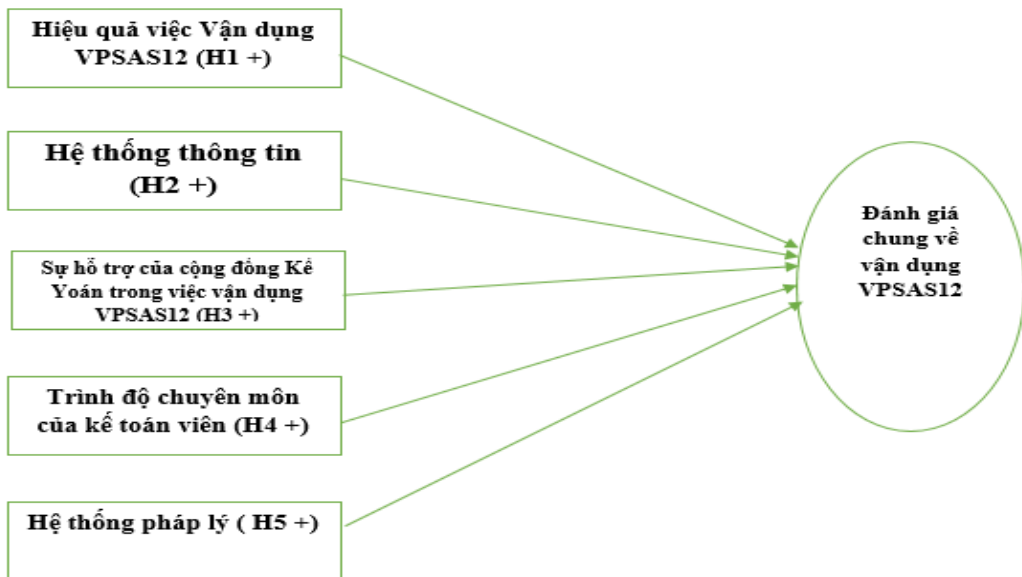 Hiệu quả việc Vận dụng
VPSAS12 (H1 +)
Hệ thống thông tin
(H2 +)
Sự hỗ trợ của cộng đồng Kế
Yoán trong việc vận dụng
VPSAS12 (H3 +)
Trình độ chuyên môn
của kế toán viên (H4 +)
Hệ thống pháp lý ( H5 +)
Đánh giá
chung về
vận dụng
VPSAS12